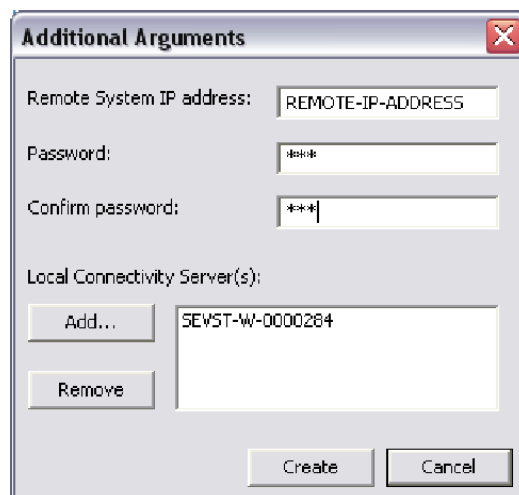 Additional Arguments
Remote System IP address: REMOTE-IP-ADDRESS
Password: ***
Confirm password: ***
Local Connectivity Server(s):
Add... SEVST-W-0000284
Remove
Create Cancel